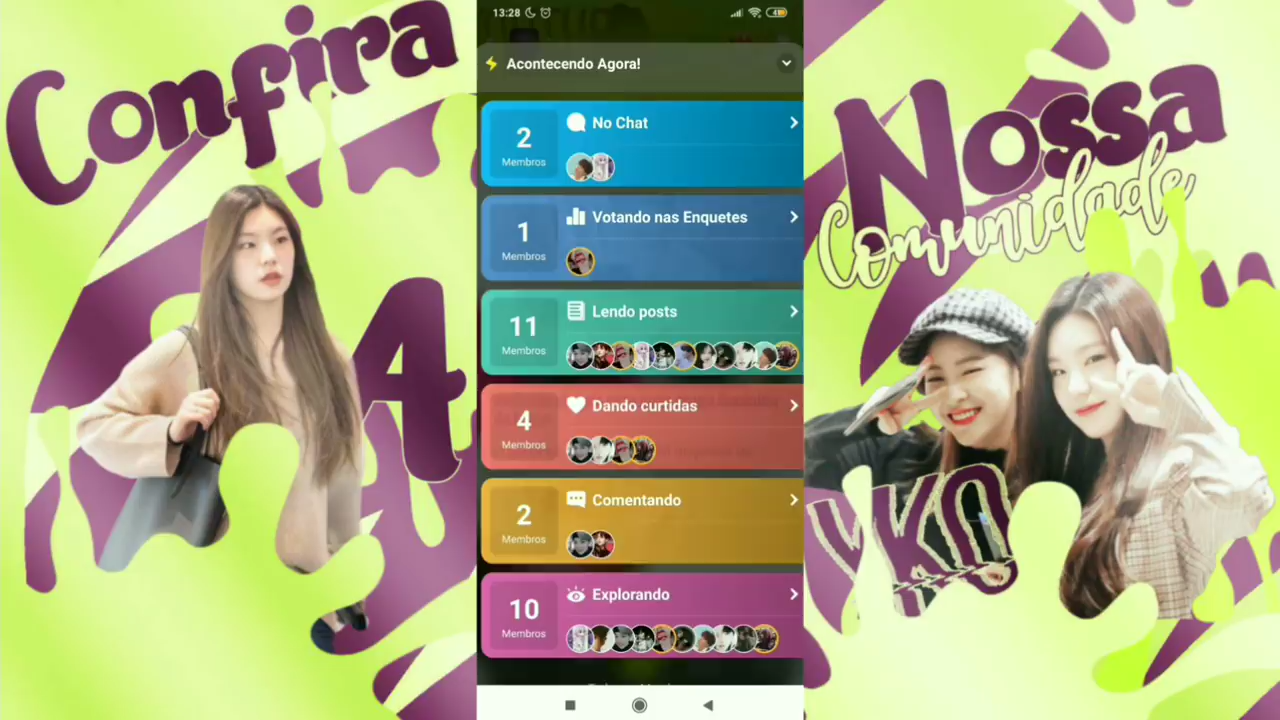 Confira
A
13:28
Acontecendo Agora!
2
Membros
No Chat
1
Membros
Votando nas Enquetes
11
Membros
Lendo posts
4
Membros
Dando curtidas
2
Membros
Comentando
10
Membros
Explorando
Nossa
Comunidade